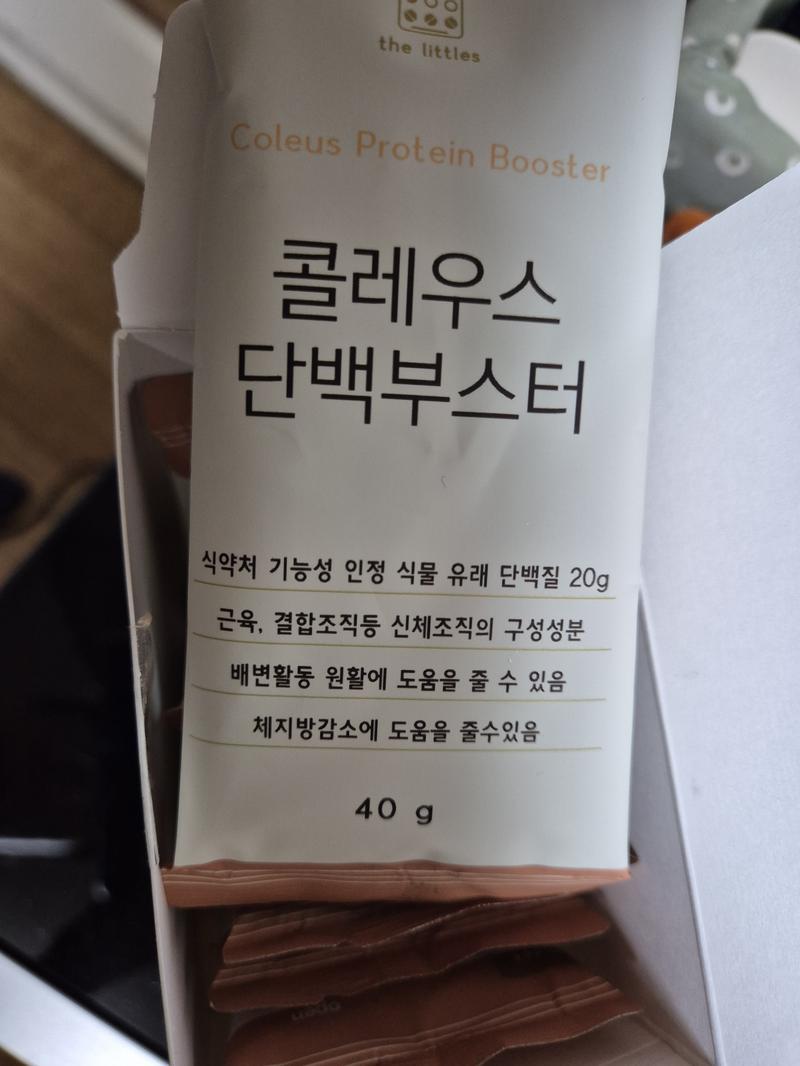 the littles
Coleus Protein Booster
콜레우스
단백부스터
식약처 기능성 인정 식물 유래 단백질 20g
근육, 결합조직등 신체조직의 구성성분
배변활동 원활에 도움을 줄 수 있음
체지방감소에 도움을 줄수있음
40 g
open